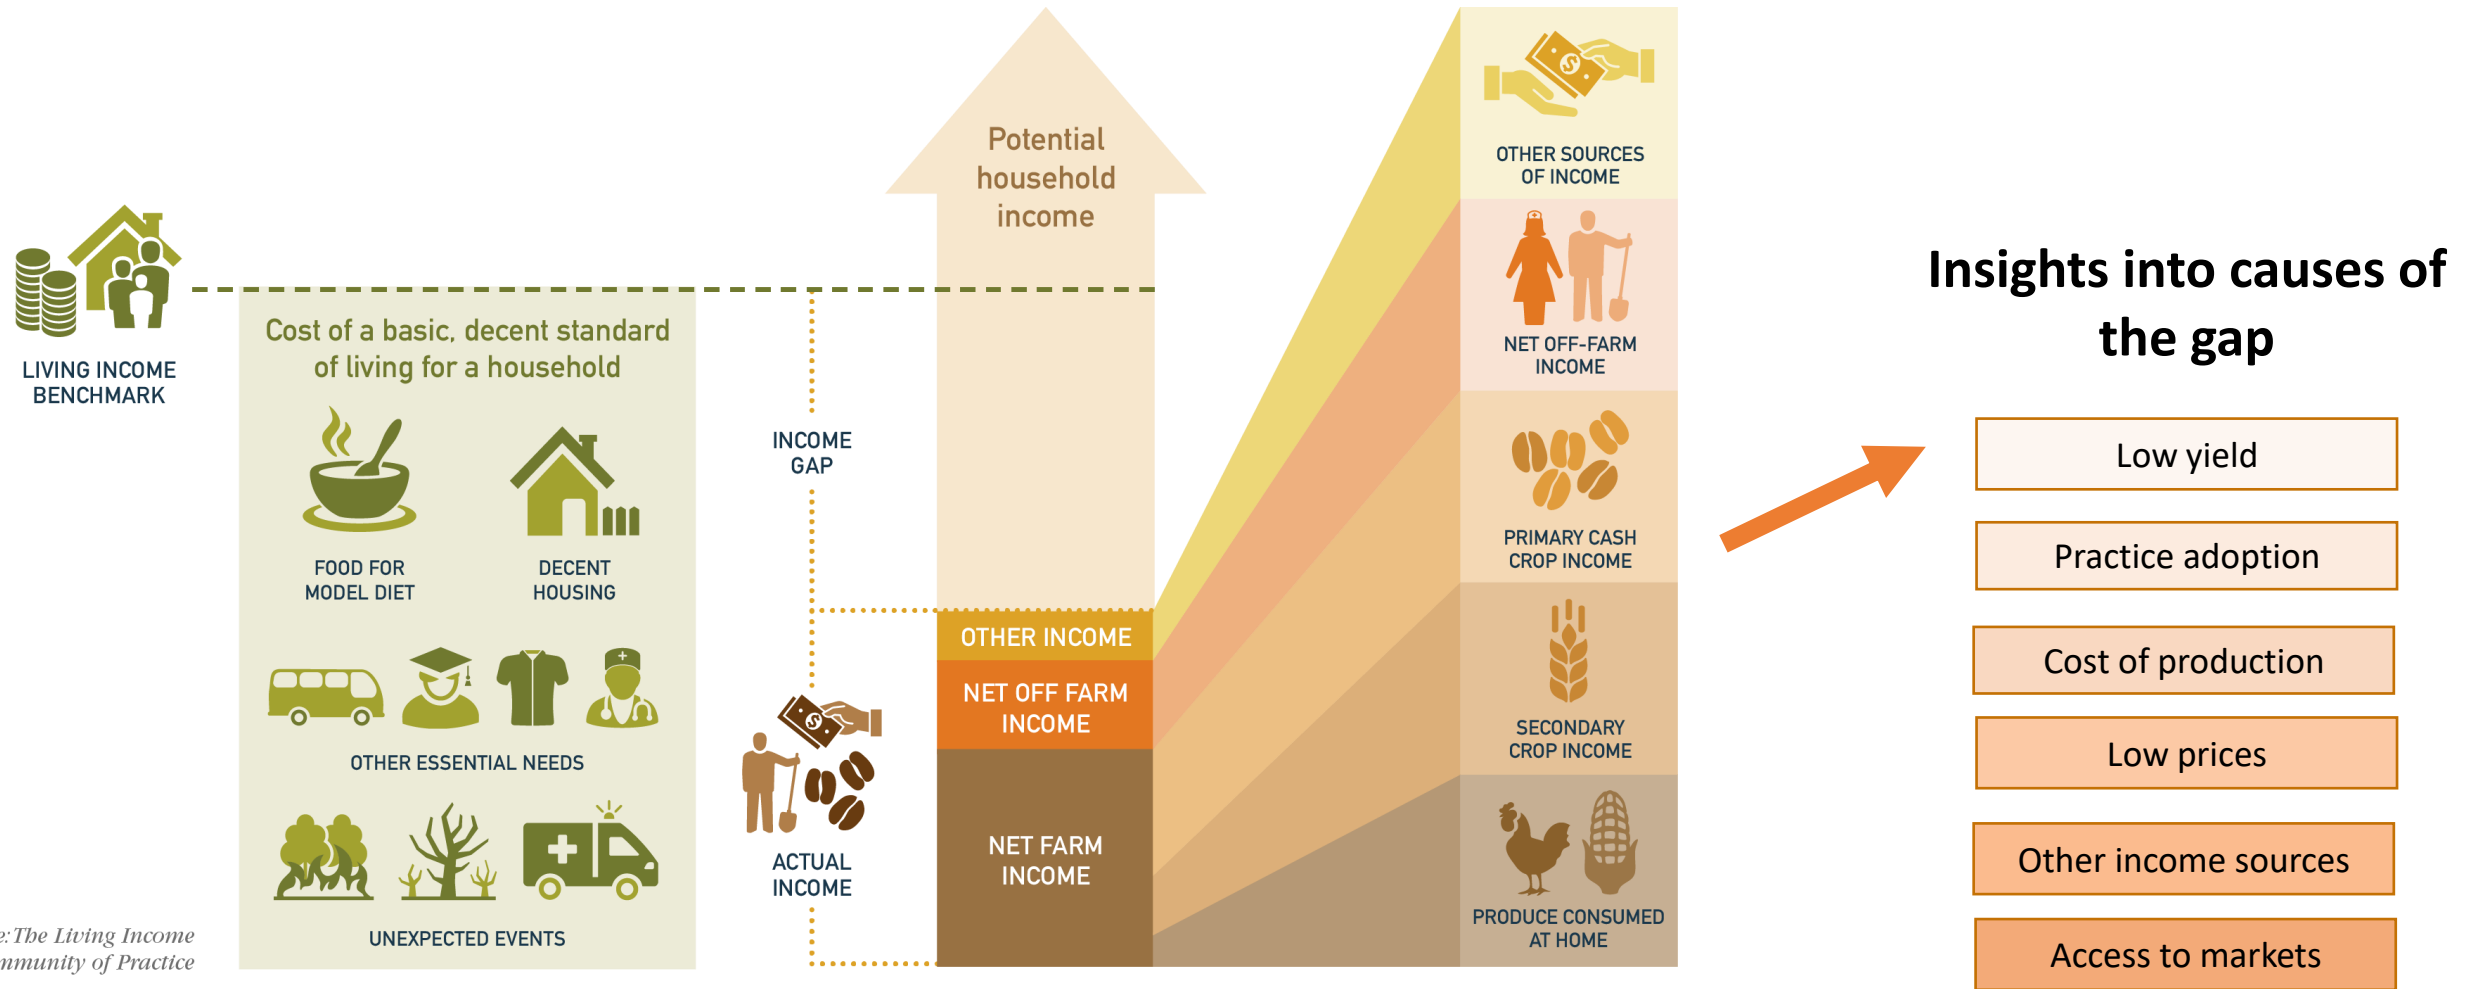 LIVING INCOME
BENCHMARK
Cost of a basic, decent standard
of living for a household
FOOD FOR
MODEL DIET
DECENT
HOUSING
OTHER ESSENTIAL NEEDS
UNEXPECTED EVENTS
The Living Income
Community of Practice
INCOME
GAP
ACTUAL
INCOME
Potential
household
income
OTHER INCOME
NET OFF FARM
INCOME
NET FARM
INCOME
OTHER SOURCES
OF INCOME
NET OFF-FARM
INCOME
PRIMARY CASH
CROP INCOME
SECONDARY
CROP INCOME
PRODUCE CONSUMED
AT HOME
Insights into causes of
the gap
Low yield
Practice adoption
Cost of production
Low prices
Other income sources
Access to markets